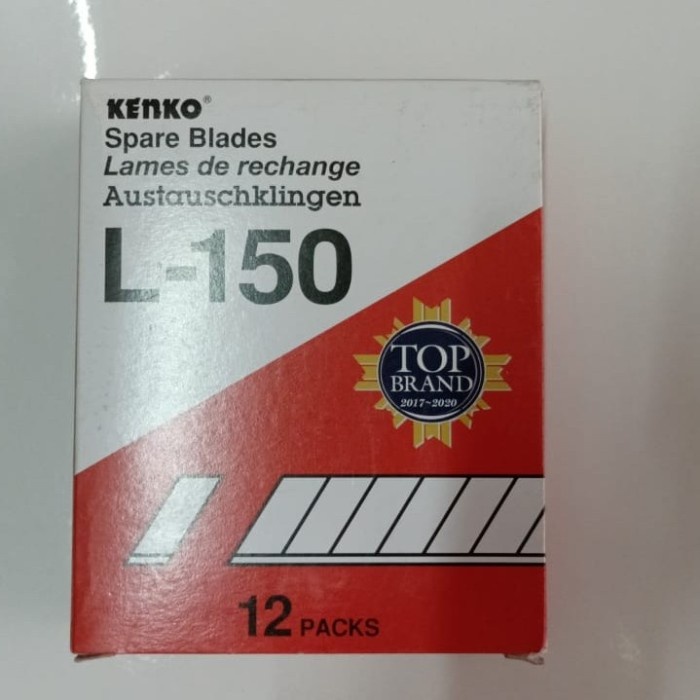 KENKO®
Spare Blades
Lames de rechange
Austauschklingen
L-150
TOP
BRAND
2017~2020
12 PACKS